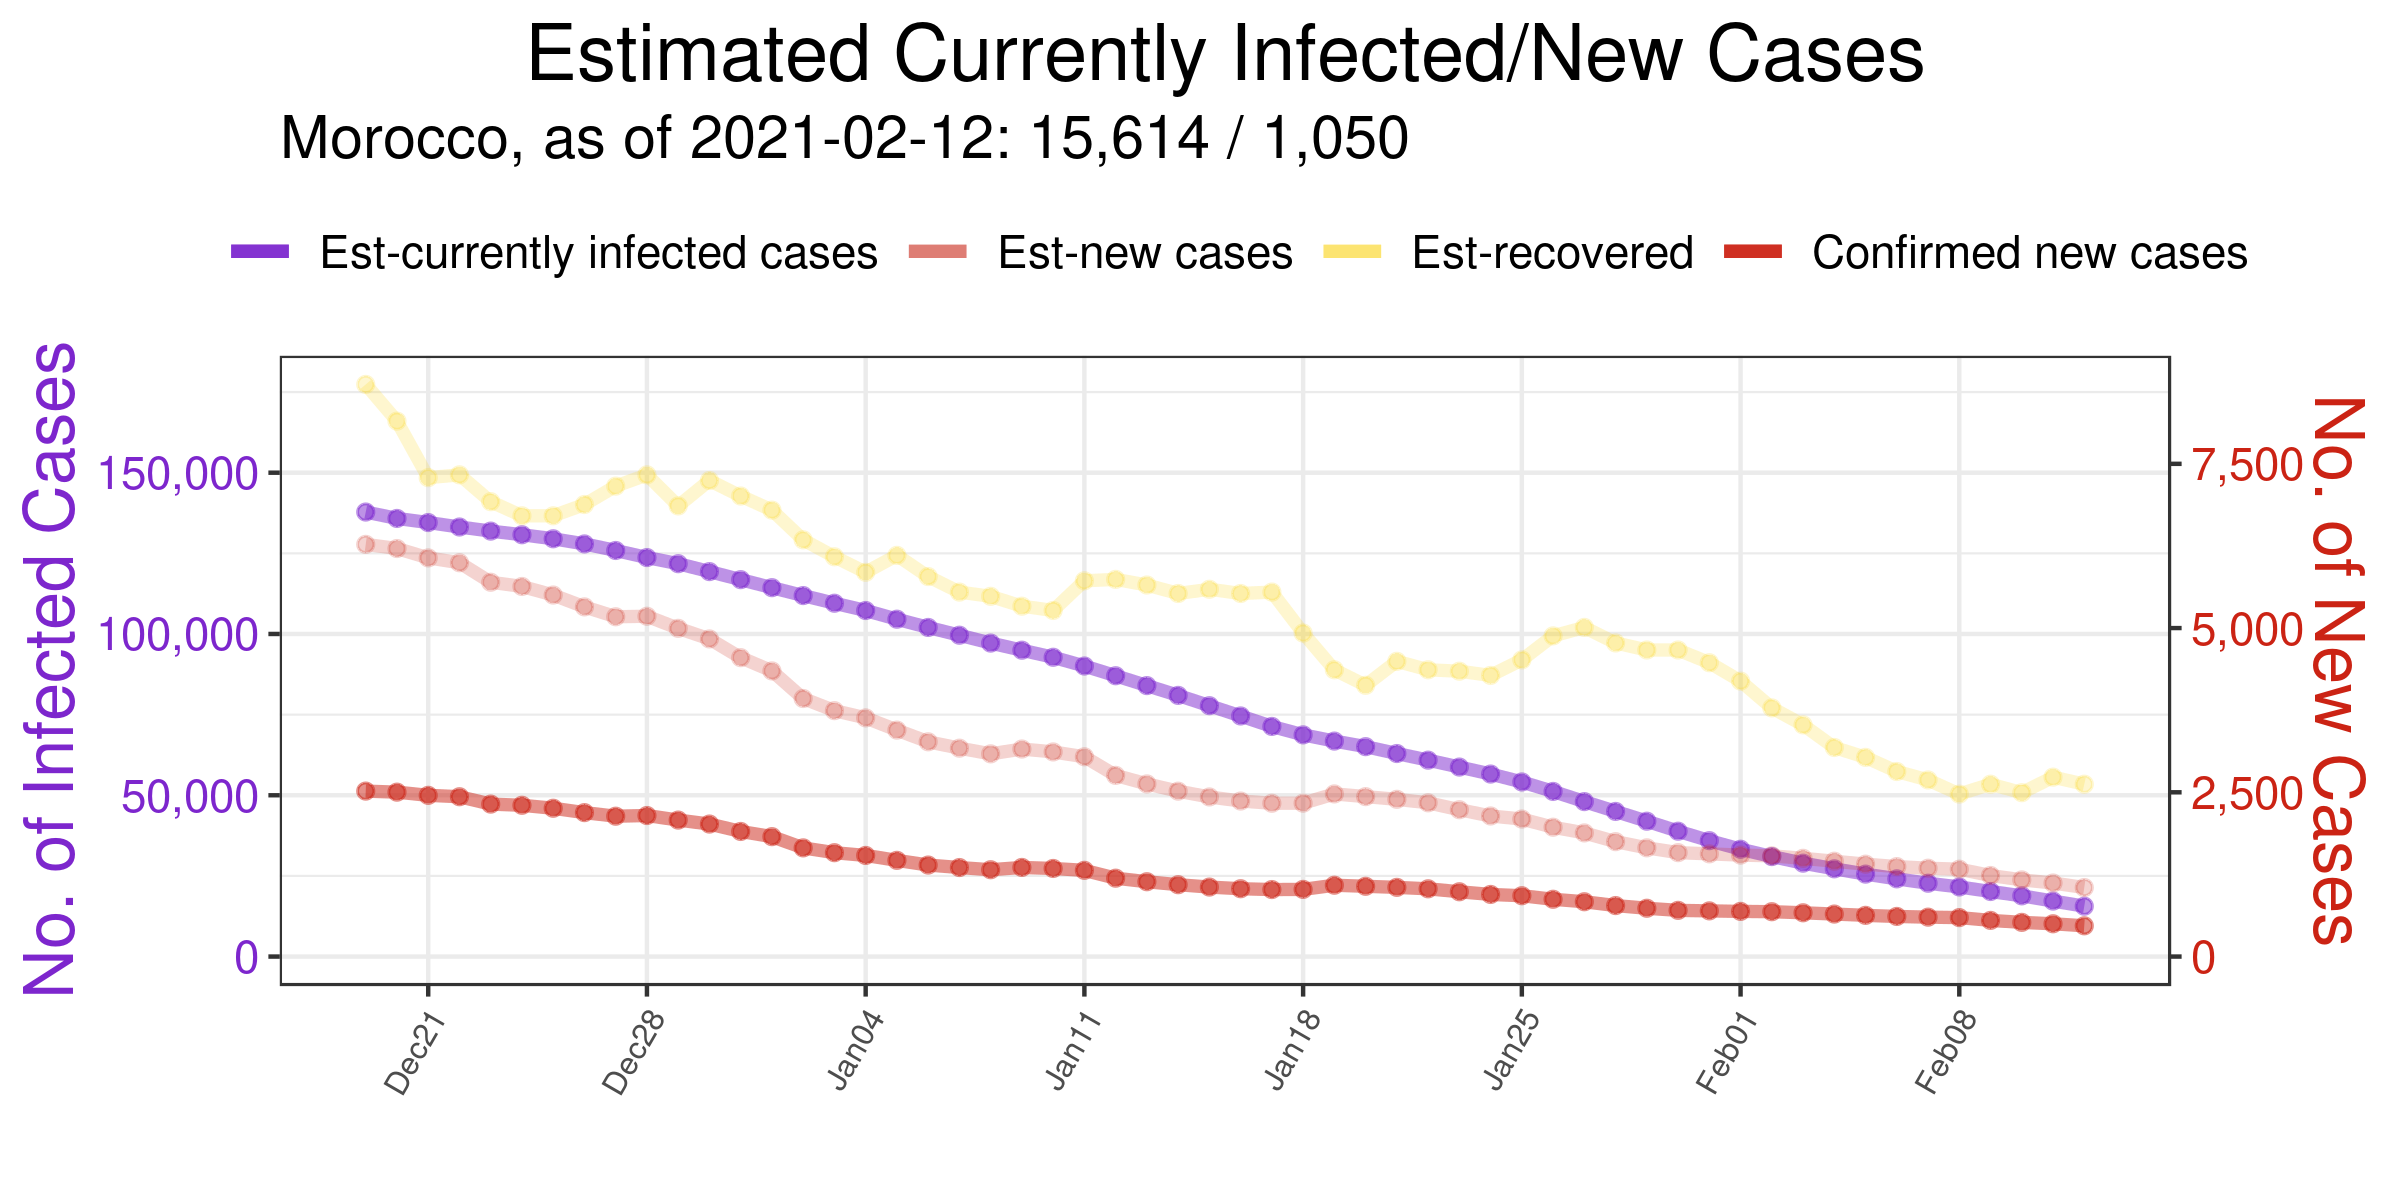 Estimated Currently Infected/New Cases
Morocco, as of 2021-02-12: 15,614 / 1,050
Est-currently infected cases Est-new cases Est-recovered Confirmed new cases
No. of Infected Cases
150,000
100,000
50,000
0
7,500
5,000
2,500
0
No. of New Cases
Dec21 Dec28 Jan04 Jan11 Jan18 Jan25 Feb01 Feb08